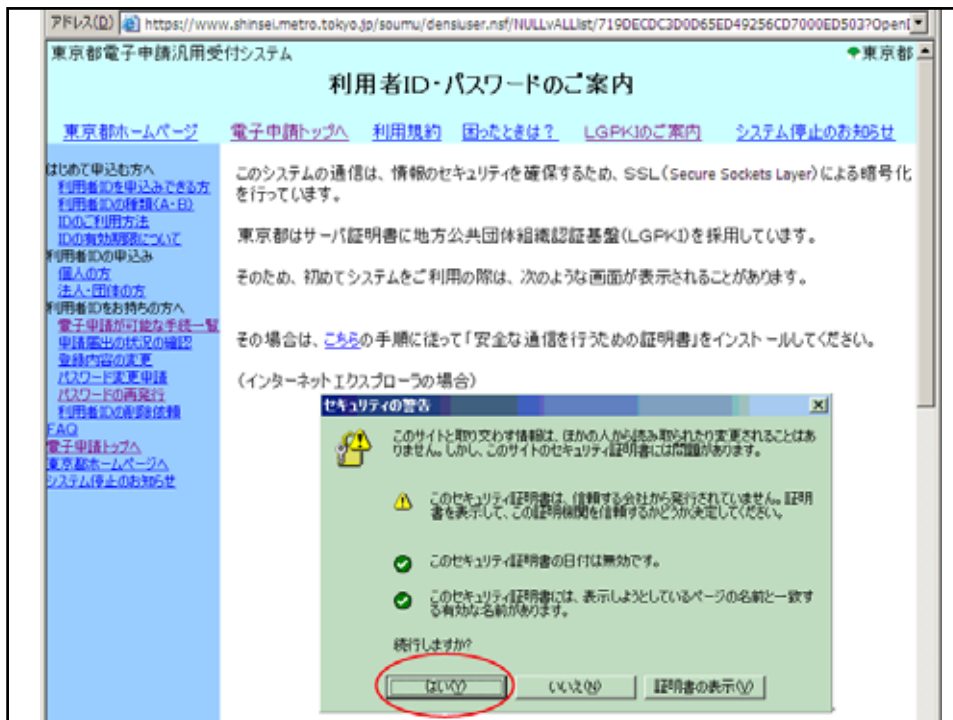 アドレス(D) https://www.shinsei.metro.tokyo.jp/soumu/densiuser.nsf/NULLvALLlist/719DECDC3D0D65ED49256CD7000ED503?OpenD
東京都電子申請汎用受付システム
東京都
利用者ID・パスワードのご案内
東京都ホームページ 電子申請トップへ 利用規約 困ったときは? LGPKIのご案内 システム停止のお知らせ
はじめて申込む方へ
利用者IDを申込みできる方
利用者IDの種類(A・B)
IDのご利用方法
IDの有効期限について
利用者IDの申込み
個人の方
法人・団体の方
利用者IDをお持ちの方へ
電子申請が可能な手続一覧
申請届出の状況の確認
登録内容の変更
パスワード変更申請
パスワードの再発行
利用者IDの削除依頼
FAQ
電子申請トップへ
東京都ホームページへ
システム停止のお知らせ
このシステムの通信は、情報のセキュリティを確保するため、SSL(Secure Sockets Layer)による暗号化
を行っています。
東京都はサーバ証明書に地方公共団体組織認証基盤(LGPKI)を採用しています。
そのため、初めてシステムをご利用の際は、次のような画面が表示されることがあります。
その場合は、こちらの手順に従って「安全な通信を行うための証明書」をインストールしてください。
(インターネットエクスプローラの場合)
セキュリティの警告
このサイトと取り交わす情報は、ほかの人から読み取られたり変更されることはあ
りません。しかし、このサイトのセキュリティ証明書には問題があります。
このセキュリティ証明書は、信頼する会社から発行されていません。証明
書を表示して、この証明機関を信頼するかどうか決定してください。
このセキュリティ証明書の日付は無効です。
このセキュリティ証明書には、表示しようとしているページの名前と一致す
る有効な名前があります。
続行しますか?
はい(Y) いいえ(N) 証明書の表示(V)